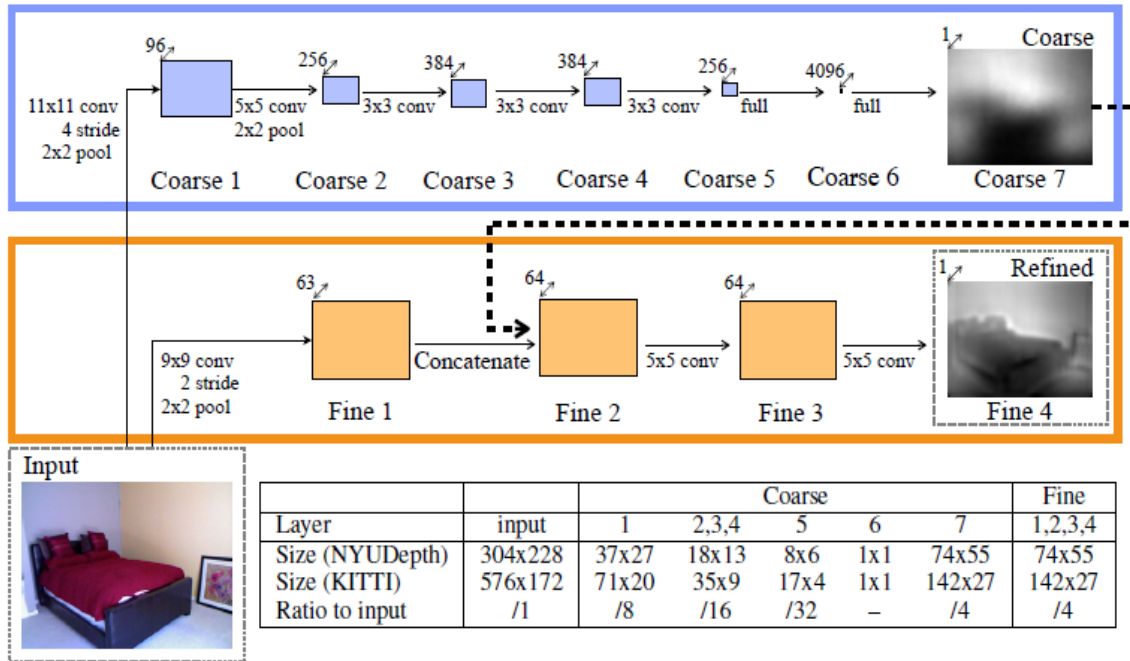 96 256 384 384 256 4096 1 Coarse
11x11 conv
4 stride
2x2 pool
5x5 conv
2x2 pool
3x3 conv
3x3 conv
3x3 conv
full
full
Coarse 1 Coarse 2 Coarse 3 Coarse 4 Coarse 5 Coarse 6 Coarse 7
63 64 64 1 Refined
9x9 conv
2 stride
2x2 pool
Concatenate
5x5 conv
5x5 conv
Fine 1 Fine 2 Fine 3 Fine 4
Input
Coarse Fine
Layer input 1 2,3,4 5 6 7 1,2,3,4
Size (NYUDepth) 304x228 37x27 18x13 8x6 1x1 74x55 74x55
Size (KITTI) 576x172 71x20 35x9 17x4 1x1 142x27 142x27
Ratio to input /1 /8 /16 /32 – /4 /4